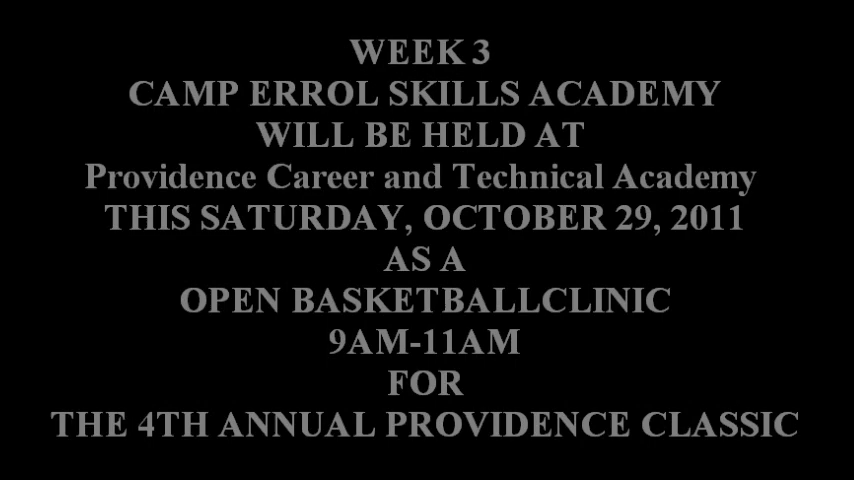 WEEK 3
CAMP ERROL SKILLS ACADEMY
WILL BE HELD AT
Providence Career and Technical Academy
THIS SATURDAY, OCTOBER 29, 2011
AS A
OPEN BASKETBALLCLINIC
9AM-11AM
FOR
THE 4TH ANNUAL PROVIDENCE CLASSIC